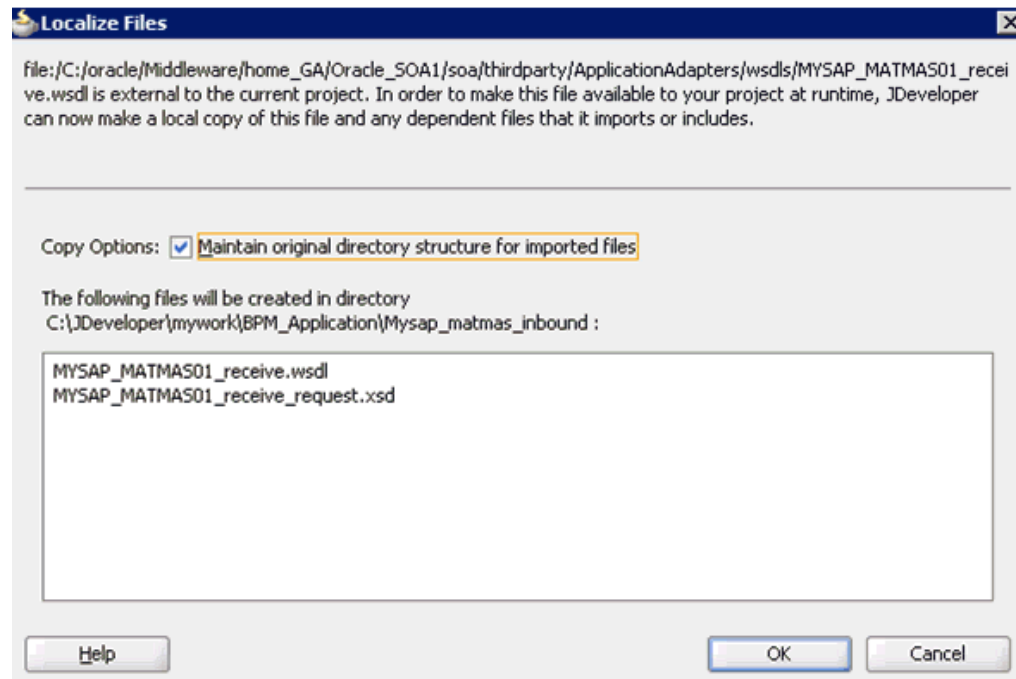 Localize Files
file:/C:/oracle/Middleware/home_GA/Oracle_SOA1/soa/thirdparty/ApplicationAdapters/wsdls/MYSAP_MATMAS01_recei
ve.wsdl is external to the current project. In order to make this file available to your project at runtime, JDeveloper
can now make a local copy of this file and any dependent files that it imports or includes.
Copy Options: Maintain original directory structure for imported files
The following files will be created in directory
C:\JDeveloper\mywork\BPM_Application\Mysap_matmas_inbound :
MYSAP_MATMAS01_receive.wsdl
MYSAP_MATMAS01_receive_request.xsd
Help OK Cancel